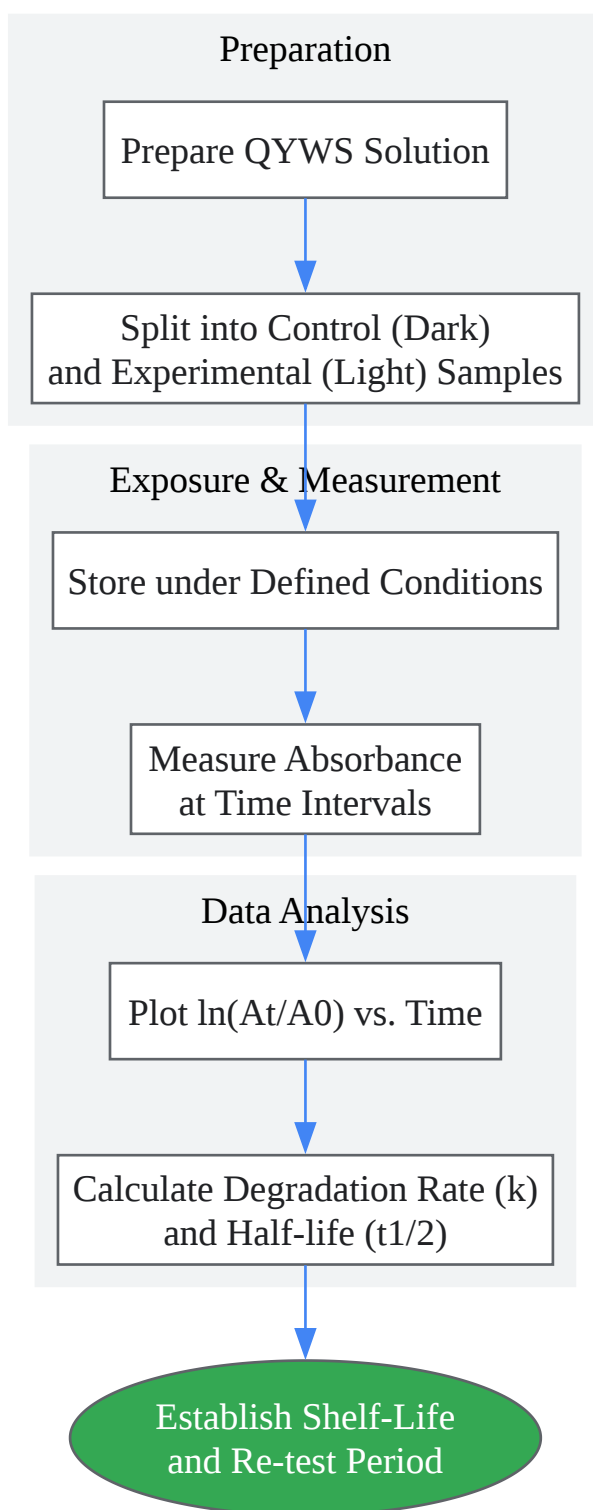 Preparation
Prepare QYWS Solution
Split into Control (Dark)
and Experimental (Light) Samples
Exposure & Measurement
Store under Defined Conditions
Measure Absorbance
at Time Intervals
Data Analysis
Plot ln(At/A0) vs. Time
Calculate Degradation Rate (k)
and Half-life (t1/2)
Establish Shelf-Life
and Re-test Period